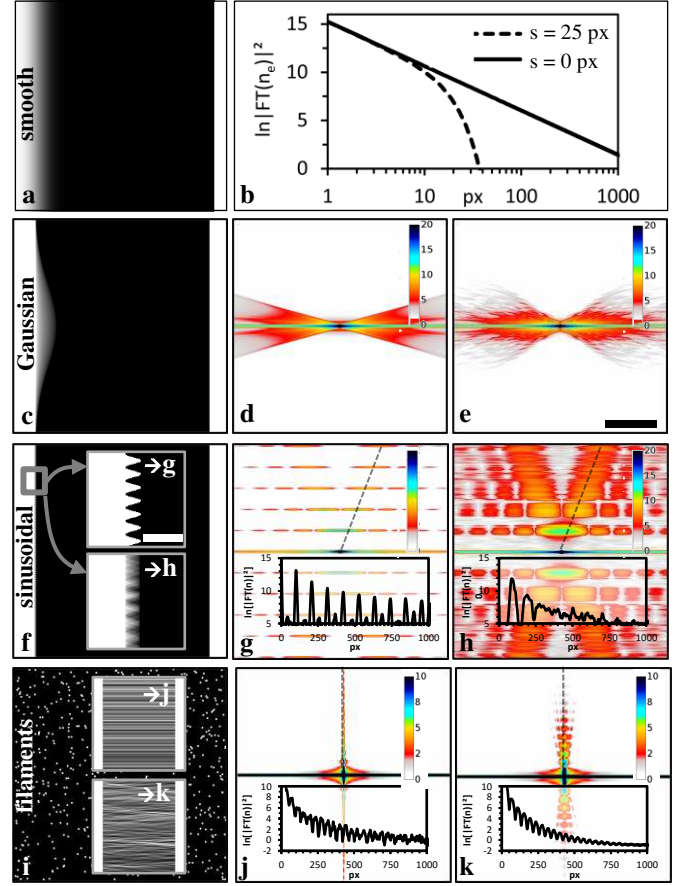 smooth
a
15
10
5
0
ln|FT(nₑ)|²
s = 25 px
s = 0 px
1
10
px
100
1000
b
Gaussian
c
20
15
10
5
0
d
20
15
10
5
0
e
sinusoidal
→g
→h
f
20
15
10
5
0
ln[|FT(n)|²]
15
10
5
0
250
500
750
1000
px
g
20
15
10
5
0
ln[|FT(n)|²]
15
10
5
0
250
500
750
1000
px
h
filaments
→j
→k
i
10
8
6
5
2
0
ln[|FT(n)|²]
10
8
6
4
2
0
-2
0
250
500
750
1000
px
j
10
8
6
5
2
0
ln[|FT(n)|²]
10
8
6
4
2
0
-2
0
250
500
750
1000
px
k